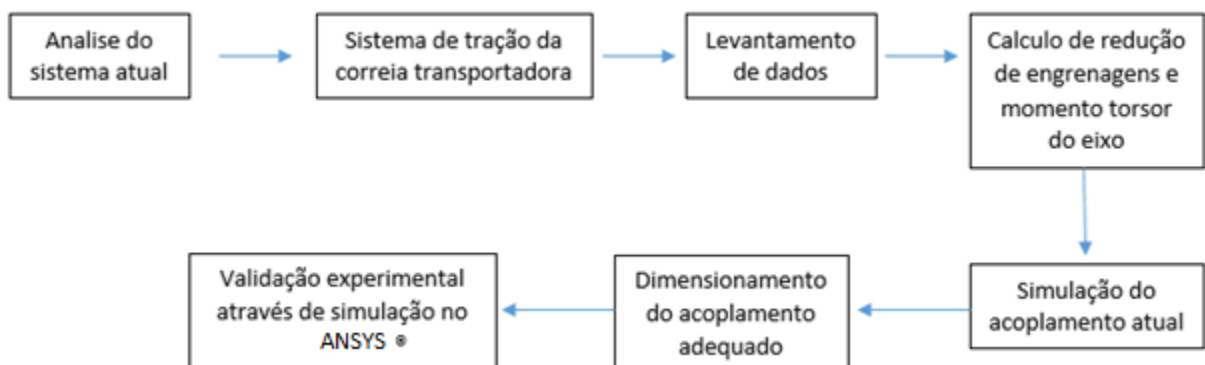 Analise do
sistema atual
Sistema de tração da
correia transportadora
Levantamento
de dados
Calculo de redução
de engrenagens e
momento torsor
do eixo
Simulação do
acoplamento atual
Dimensionamento
do acoplamento
adequado
Validação experimental
através de simulação no
ANSYS ®